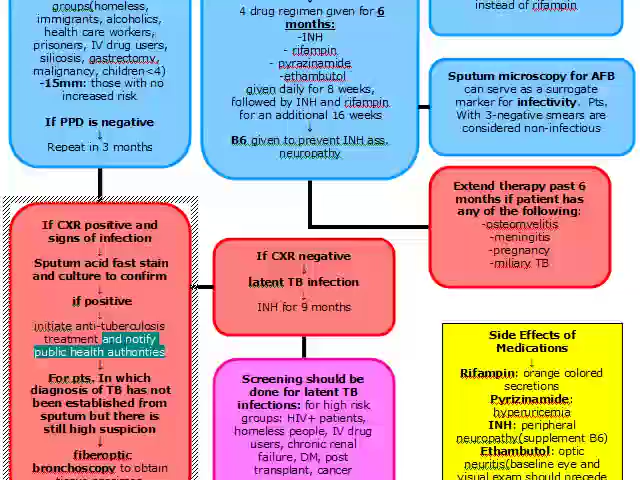 groups(homeless,
immigrants, alcoholics,
health care workers,
prisoners, IV drug users,
silicosis, gastrectomy,
malignancy, children<4)
-15mm: those with no
increased risk
If PPD is negative
↓
Repeat in 3 months
↓
4 drug regimen given for 6
months:
-INH
- rifampin
- pyrazinamide
-ethambutol
given daily for 8 weeks,
followed by INH and rifampin
for an additional 16 weeks
↓
B6 given to prevent INH ass.
neuropathy
instead of rifampin
Sputum microscopy for AFB
can serve as a surrogate
marker for infectivity. Pts.
With 3-negative smears are
considered non-infectious
Extend therapy past 6
months if patient has
any of the following:
-osteomyelitis
-meningitis
-pregnancy
-miliary TB
If CXR positive and
signs of infection
↓
Sputum acid fast stain
and culture to confirm
↓
if positive
↓
initiate anti-tuberculosis
treatment and notify
public health authorities
↓
For pts. In which
diagnosis of TB has not
been established from
sputum but there is
still high suspicion
↓
fiberoptic
bronchoscopy to obtain
If CXR negative
↓
latent TB infection
↓
INH for 9 months
Screening should be
done for latent TB
infections: for high risk
groups: HIV+ patients,
homeless people, IV drug
users, chronic renal
failure, DM, post
transplant, cancer
Side Effects of
Medications
↓
Rifampin: orange colored
secretions
Pyrizinamide:
hyperuricemia
INH: peripheral
neuropathy(supplement B6)
Ethambutol: optic
neuritis(baseline eye and
visual exam should precede